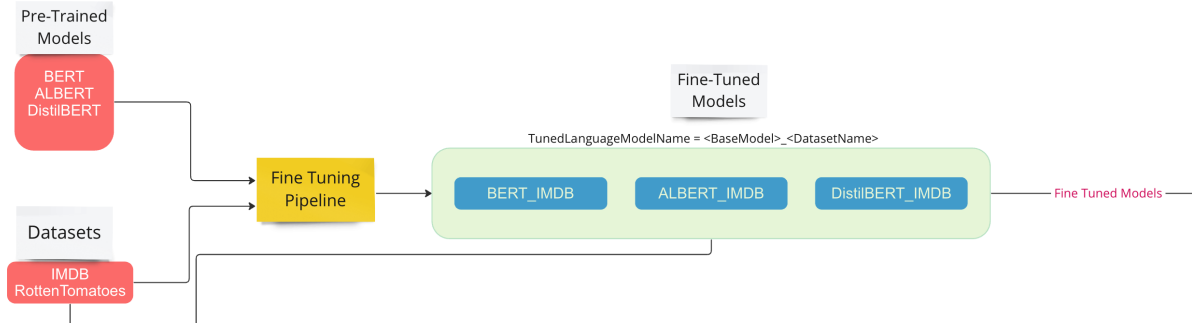 Pre-Trained
Models
BERT
ALBERT
DistilBERT
Fine-Tuned
Models
TunedLanguageModelName = <BaseModel>_<DatasetName>
Fine Tuning
Pipeline
BERT_IMDB
ALBERT_IMDB
DistilBERT_IMDB
Fine Tuned Models
Datasets
IMDB
RottenTomatoes